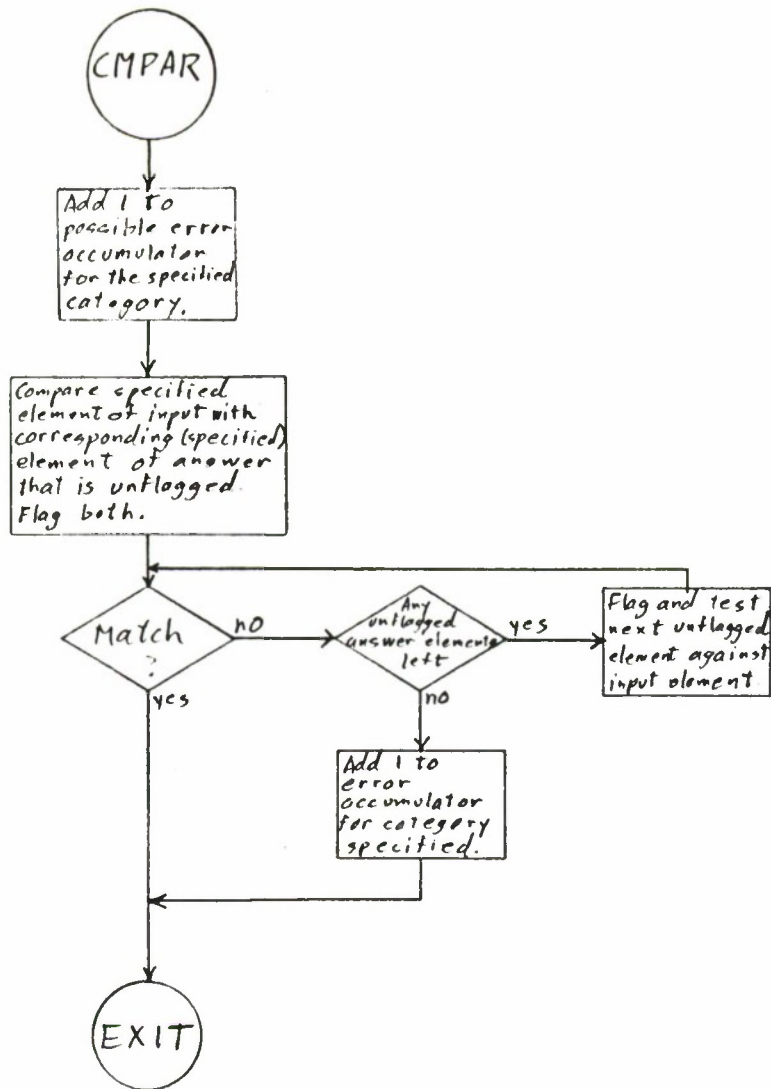 CMPAR
Add 1 to
possible error
accumulator
for the specified
category.
Compare specified
element of input with
corresponding (specified)
element of answer
that is unflagged.
Flag both.
Match
?
no
yes
Any
unflagged
answer elements
left
yes
no
Flag and test
next unflagged
element against
input element
Add 1 to
error
accumulator
for category
specified.
EXIT